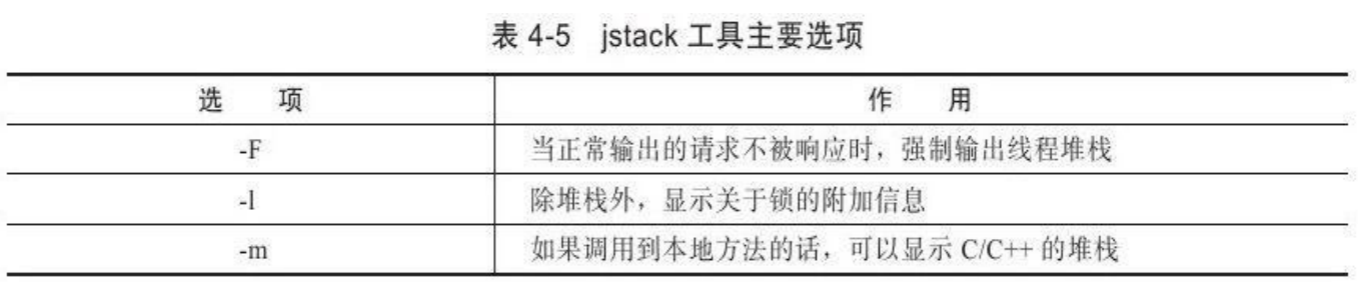 表 4-5 jstack 工具主要选项
选 项 作 用
-F 当正常输出的请求不被响应时，强制输出线程堆栈
-l 除堆栈外，显示关于锁的附加信息
-m 如果调用到本地方法的话，可以显示 C/C++ 的堆栈